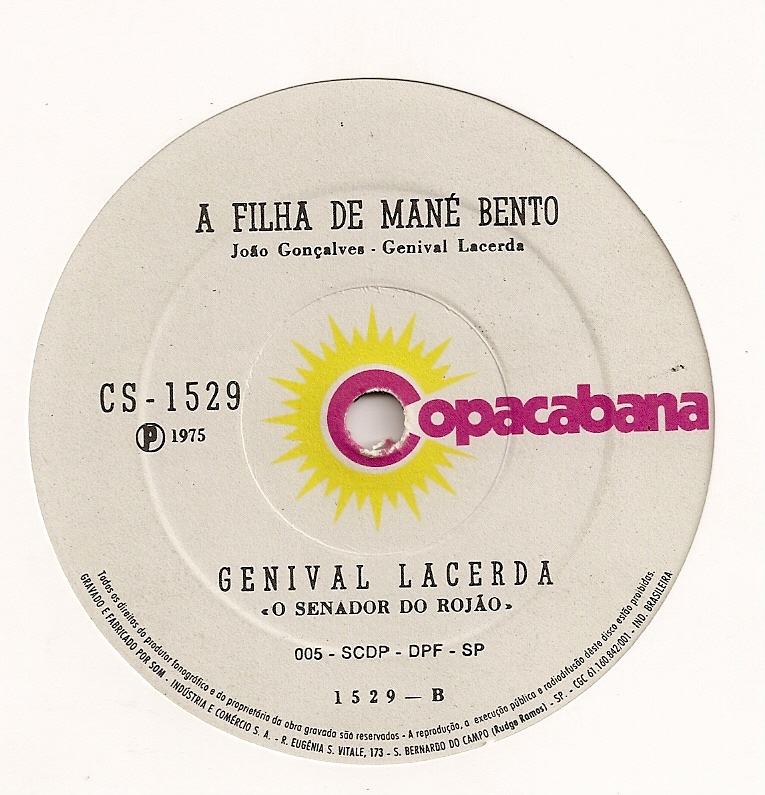 A FILHA DE MANÉ BENTO
João Gonçalves - Genival Lacerda
CS-1529
Ⓟ 1975
Copacabana
GENIVAL LACERDA
«O SENADOR DO ROJÃO»
005 - SCDP - DPF - SP
1529 — B
Todos os direitos do produtor fonográfico e do proprietário da obra gravada são reservados - A reprodução, a execução pública e radiodifusão dêste disco estão proibidas.
GRAVADO E FABRICADO POR SOM - INDÚSTRIA E COMÉRCIO S. A. - R. EUGÊNIA S. VITALE, 173 - S. BERNARDO DO CAMPO (Rudge Ramos) - SP. - CGC 61.160.842/001 - IND. BRASILEIRA